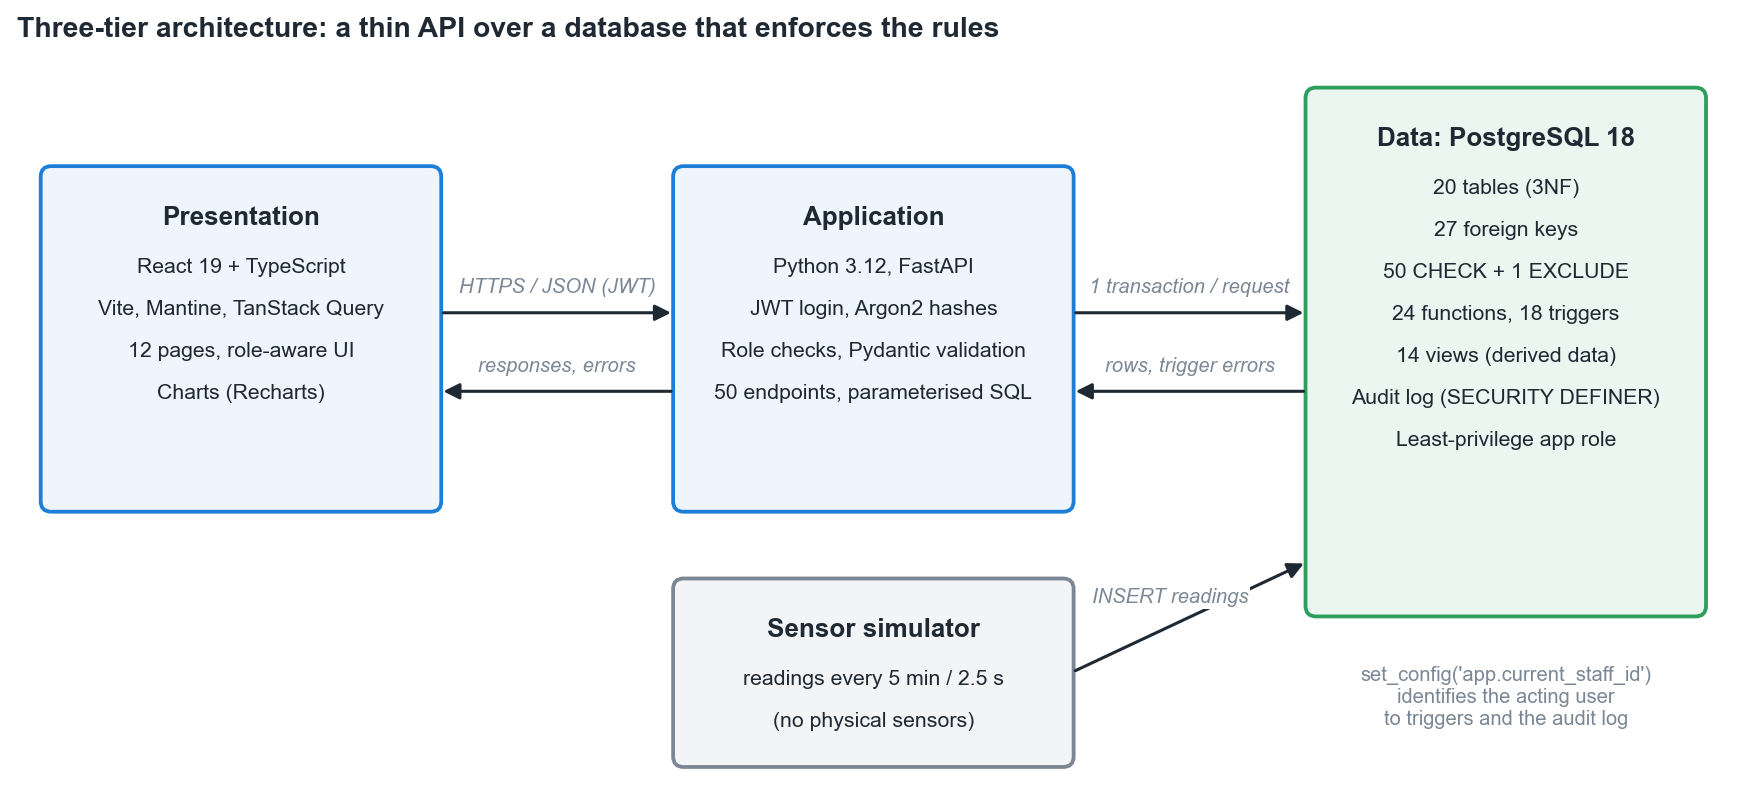 Three-tier architecture: a thin API over a database that enforces the rules
Presentation
React 19 + TypeScript
Vite, Mantine, TanStack Query
12 pages, role-aware UI
Charts (Recharts)
HTTPS / JSON (JWT)
responses, errors
Application
Python 3.12, FastAPI
JWT login, Argon2 hashes
Role checks, Pydantic validation
50 endpoints, parameterised SQL
1 transaction / request
rows, trigger errors
Data: PostgreSQL 18
20 tables (3NF)
27 foreign keys
50 CHECK + 1 EXCLUDE
24 functions, 18 triggers
14 views (derived data)
Audit log (SECURITY DEFINER)
Least-privilege app role
Sensor simulator
readings every 5 min / 2.5 s
(no physical sensors)
INSERT readings
set_config('app.current_staff_id')
identifies the acting user
to triggers and the audit log